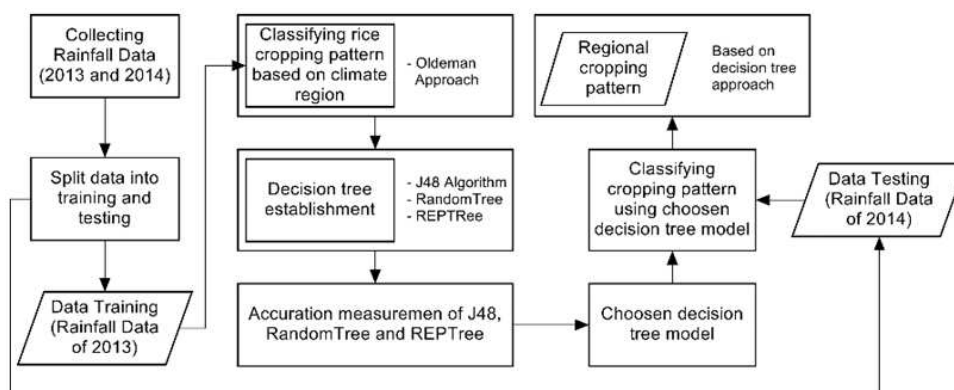 Collecting
Rainfall Data
(2013 and 2014)
Split data into
training and
testing
Data Training
(Rainfall Data
of 2013)
Classifying rice
cropping pattern
based on climate
region
- Oldeman
Approach
Decision tree
establishment
- J48 Algorithm
- RandomTree
- REPTRee
Accuration measuremen of J48,
RandomTree and REPTree
Choosen decision
tree model
Classifying
cropping pattern
using choosen
decision tree model
Data Testing
(Rainfall Data
of 2014)
Regional
cropping
pattern
Based on
decision tree
approach